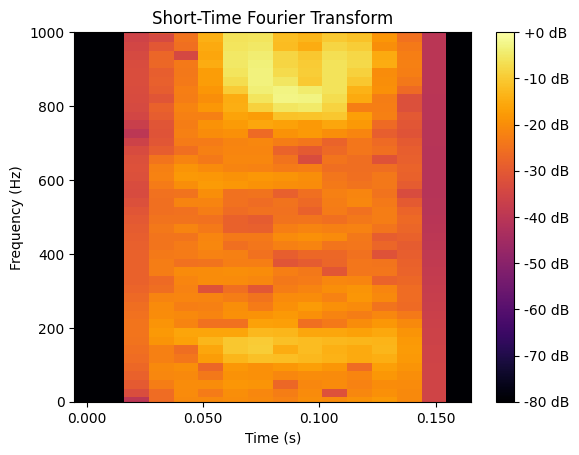 Short-Time Fourier Transform
1000
800
600
400
200
0
Frequency (Hz)
0.000
0.050
0.100
0.150
Time (s)
+0 dB
-10 dB
-20 dB
-30 dB
-40 dB
-50 dB
-60 dB
-70 dB
-80 dB